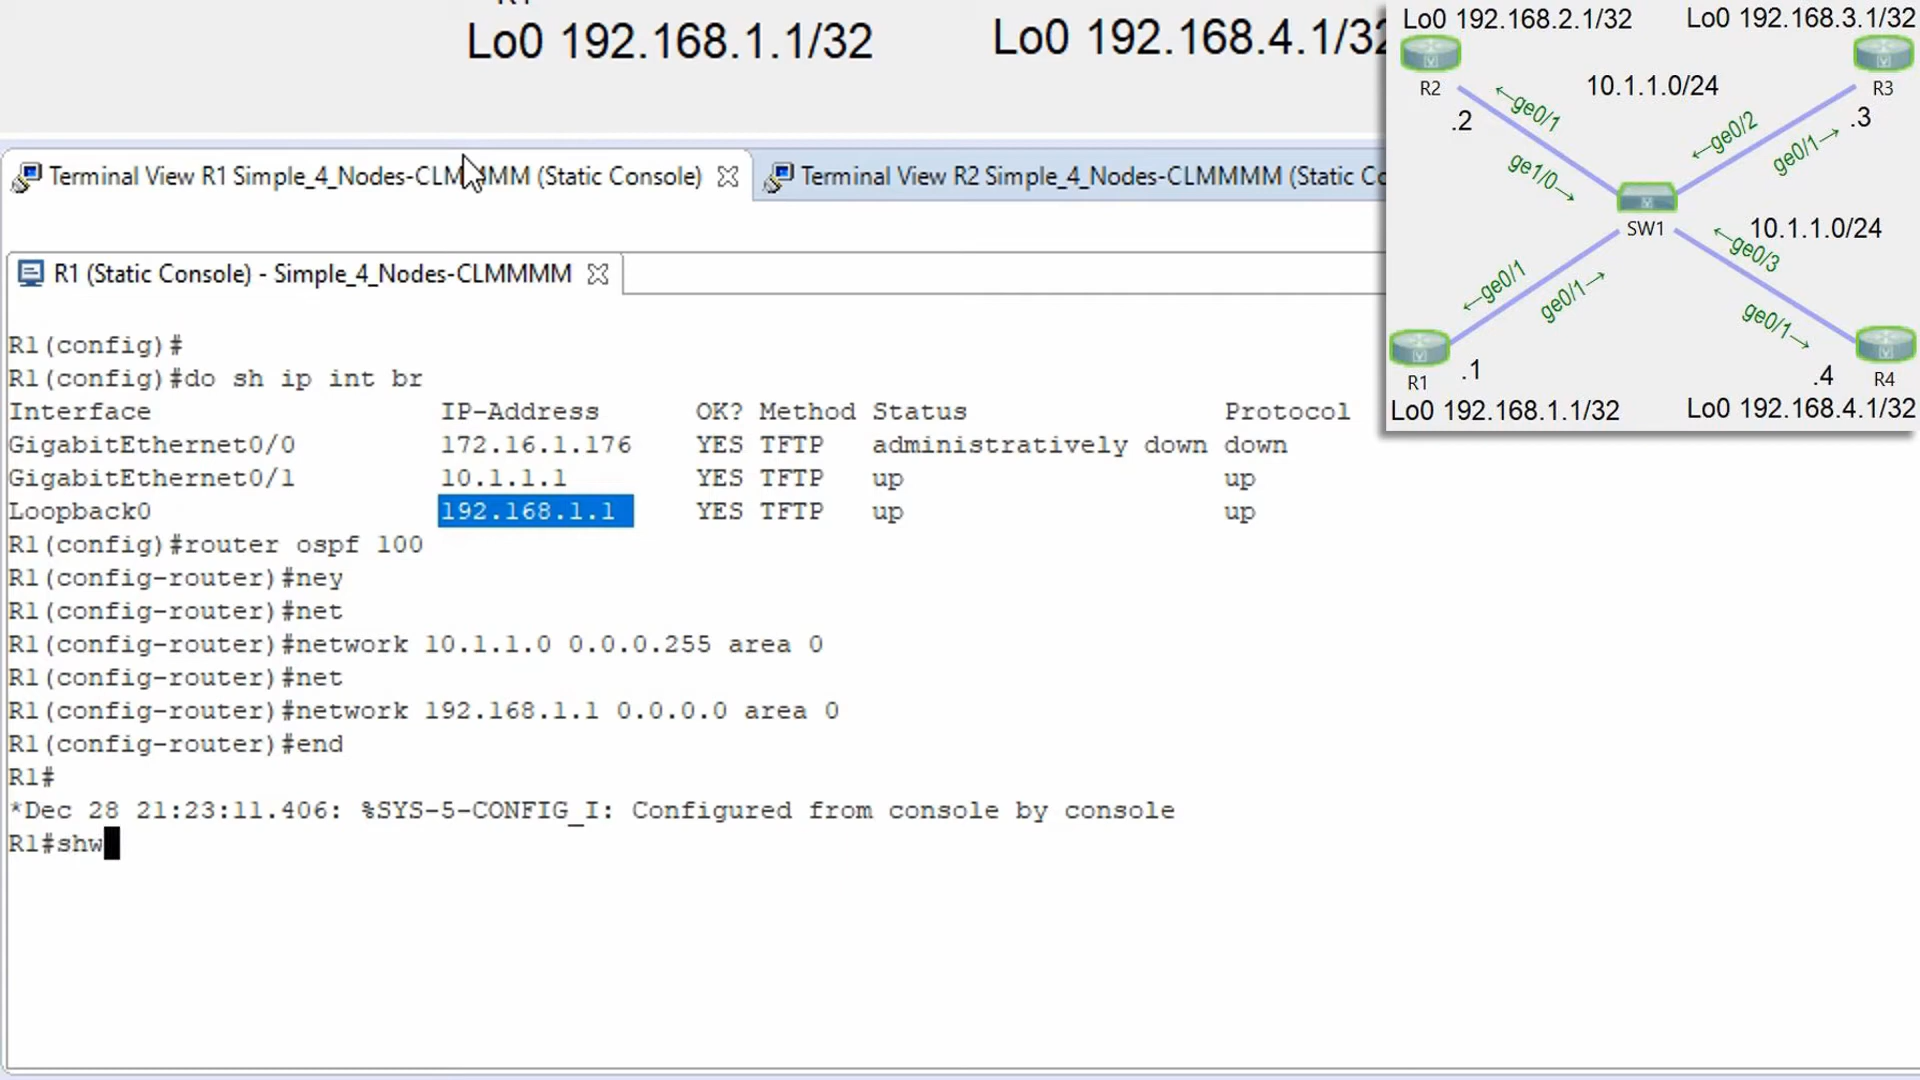 Lo0 192.168.1.1/32
Lo0 192.168.4.1/32
Terminal View R1 Simple_4_Nodes-CLMMMM (Static Console)
Terminal View R2 Simple_4_Nodes-CLMMMM (Static Co
R1 (Static Console) - Simple_4_Nodes-CLMMMM
R1(config)#
R1(config)#do sh ip int br
Interface IP-Address OK? Method Status Protocol
GigabitEthernet0/0 172.16.1.176 YES TFTP administratively down down
GigabitEthernet0/1 10.1.1.1 YES TFTP up up
Loopback0 192.168.1.1 YES TFTP up up
R1(config)#router ospf 100
R1(config-router)#ney
R1(config-router)#net
R1(config-router)#network 10.1.1.0 0.0.0.255 area 0
R1(config-router)#net
R1(config-router)#network 192.168.1.1 0.0.0.0 area 0
R1(config-router)#end
R1#
*Dec 28 21:23:11.406: %SYS-5-CONFIG_I: Configured from console by console
R1#shw
Lo0 192.168.2.1/32
Lo0 192.168.3.1/32
R2
10.1.1.0/24
R3
.2
←ge0/1
←ge0/2
.3
ge1/0→
ge0/1→
SW1
10.1.1.0/24
←ge0/3
←ge0/1
ge0/1→
ge0/1→
R1
.1
.4
R4
Lo0 192.168.1.1/32
Lo0 192.168.4.1/32